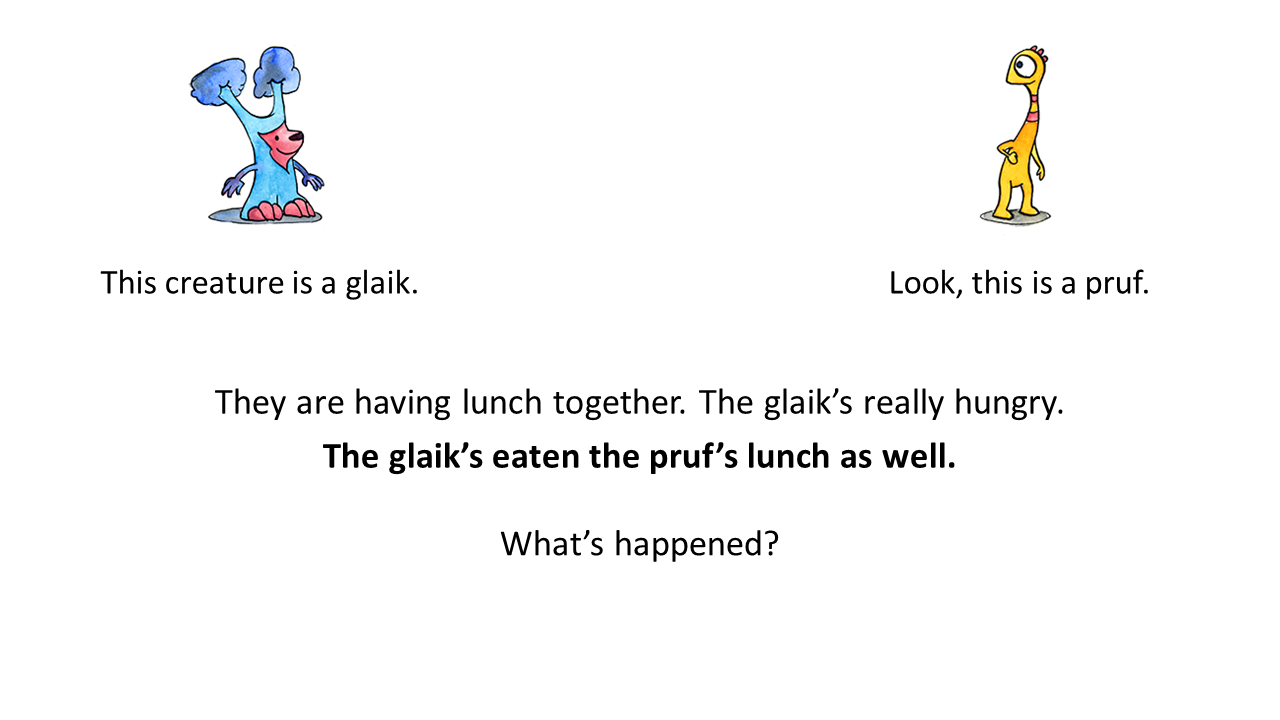 This creature is a glaik.
Look, this is a pruf.
They are having lunch together. The glaik’s really hungry.
The glaik’s eaten the pruf’s lunch as well.
What’s happened?